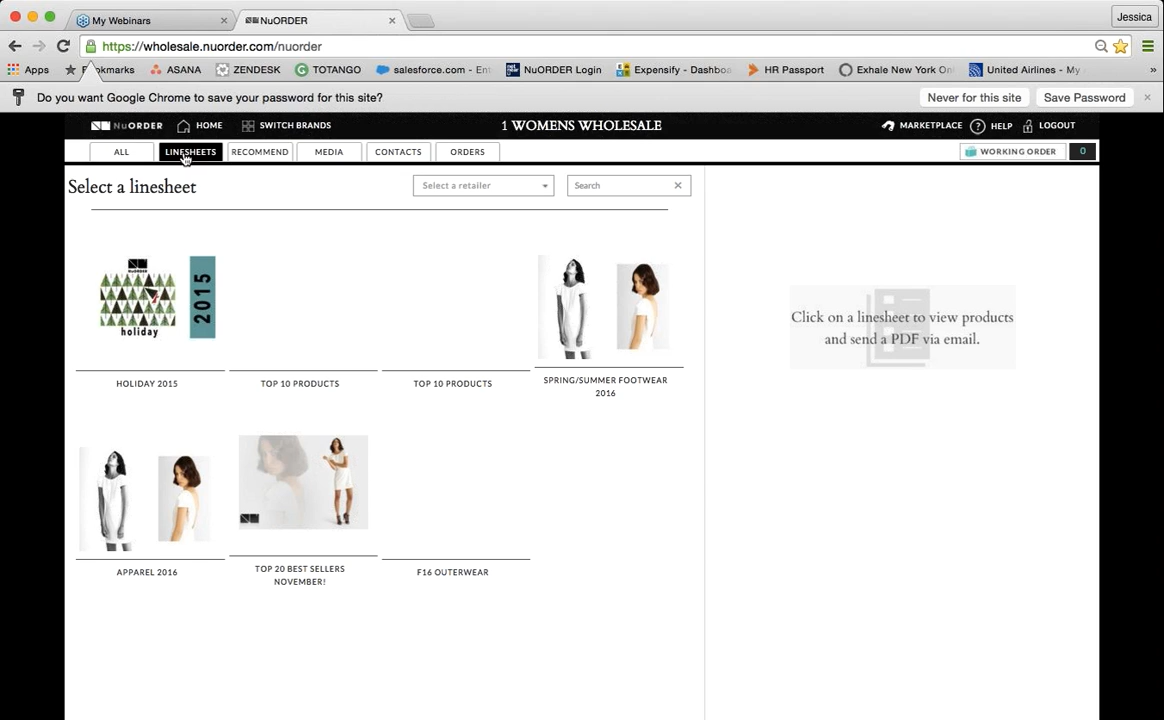 My Webinars
NuORDER
Jessica
https://wholesale.nuorder.com/nuorder
Apps
ookmarks
ASANA
ZENDESK
TOTANGO
salesforce.com - Ent
NuORDER Login
Expensify - Dashbo
HR Passport
Exhale New York On
United Airlines - My
»
Do you want Google Chrome to save your password for this site?
Never for this site
Save Password
NuORDER
HOME
SWITCH BRANDS
1 WOMENS WHOLESALE
MARKETPLACE
HELP
LOGOUT
ALL
LINESHEETS
RECOMMEND
MEDIA
CONTACTS
ORDERS
WORKING ORDER
0
Select a linesheet
Select a retailer
Search
NuORDER
holiday
2015
Click on a linesheet to view products
and send a PDF via email.
HOLIDAY 2015
TOP 10 PRODUCTS
TOP 10 PRODUCTS
SPRING/SUMMER FOOTWEAR
2016
APPAREL 2016
TOP 20 BEST SELLERS
NOVEMBER!
F16 OUTERWEAR